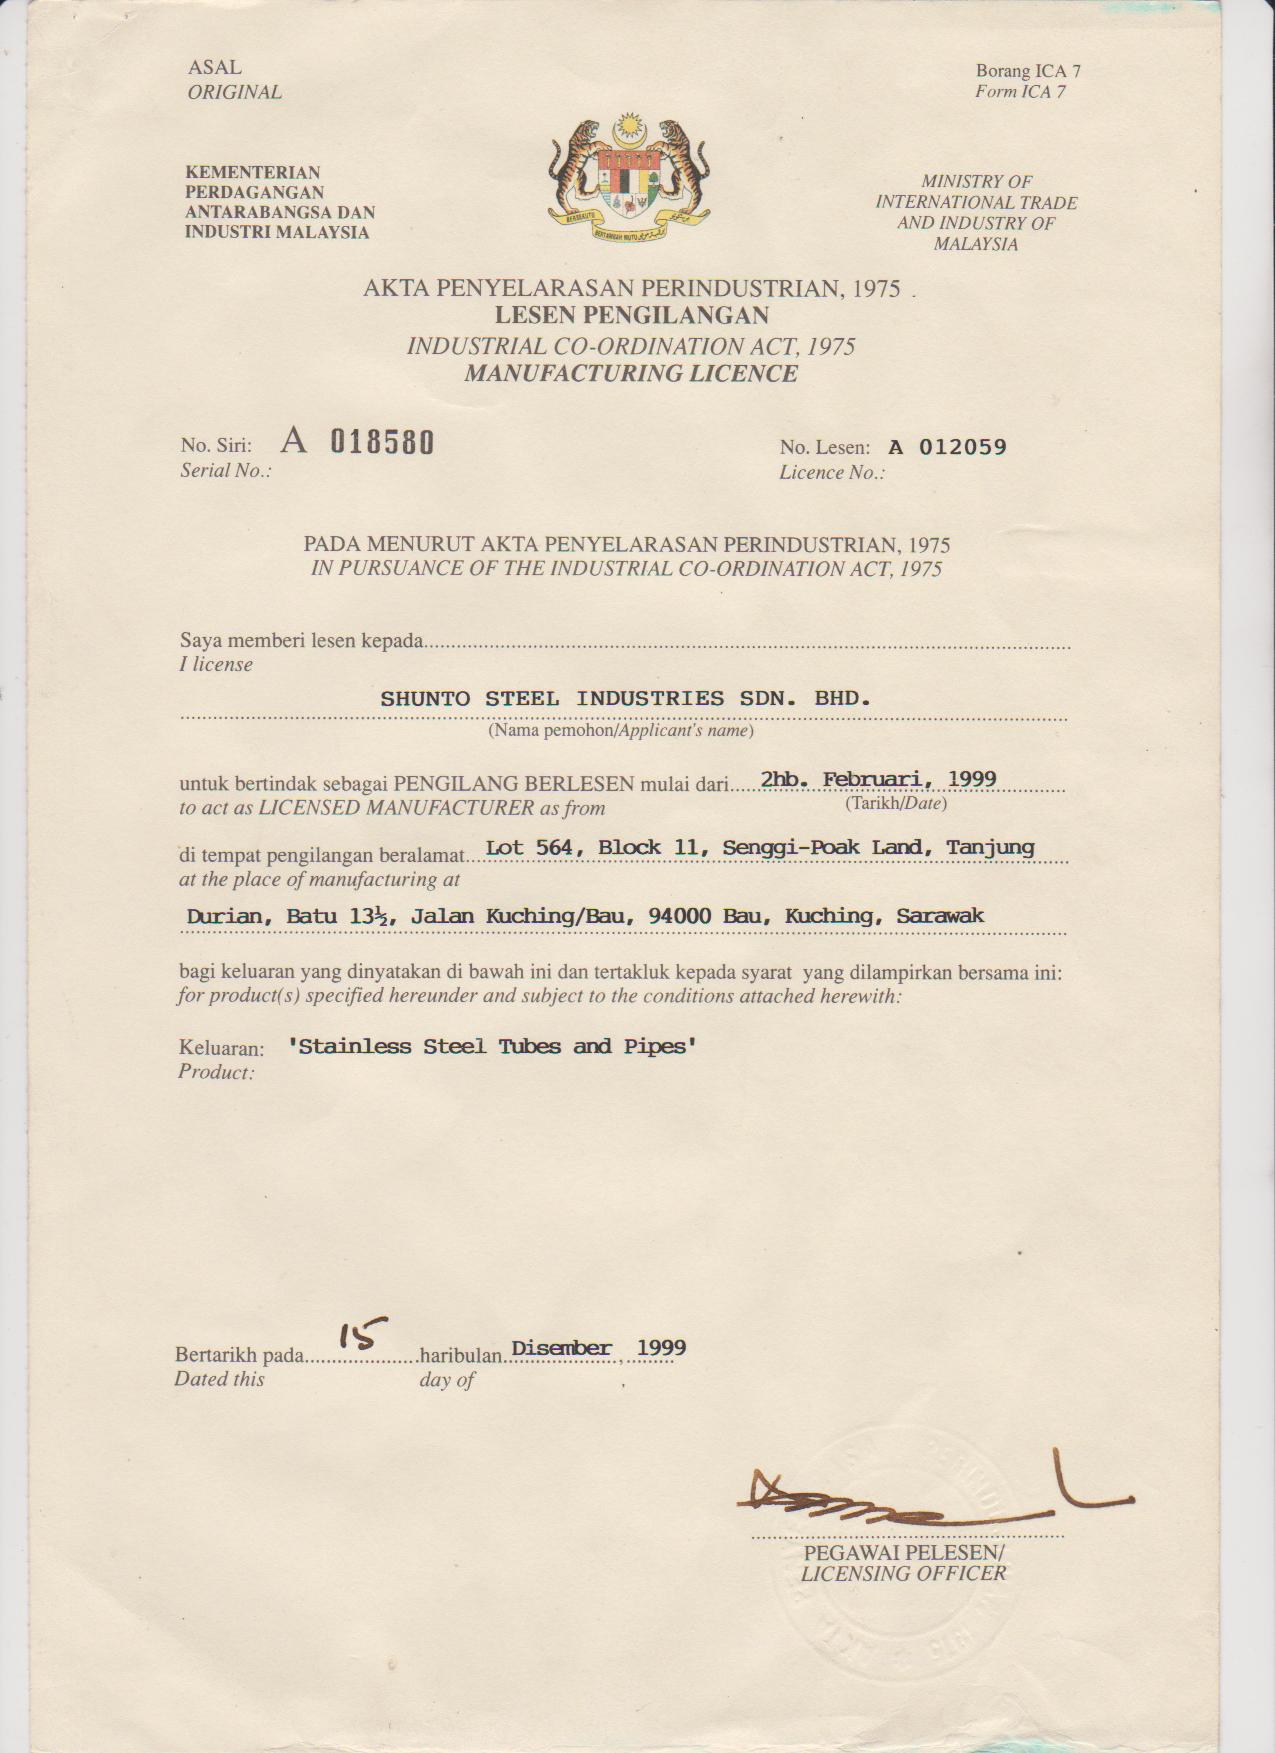 ASAL
ORIGINAL
Borang ICA 7
Form ICA 7
KEMENTERIAN
PERDAGANGAN
ANTARABANGSA DAN
INDUSTRI MALAYSIA
BERSEKUTU
BERTAMBAH MUTU
MINISTRY OF
INTERNATIONAL TRADE
AND INDUSTRY OF
MALAYSIA
AKTA PENYELARASAN PERINDUSTRIAN, 1975
LESEN PENGILANGAN
INDUSTRIAL CO-ORDINATION ACT, 1975
MANUFACTURING LICENCE
No. Siri: A 018580
Serial No.:
No. Lesen: A 012059
Licence No.:
PADA MENURUT AKTA PENYELARASAN PERINDUSTRIAN, 1975
IN PURSUANCE OF THE INDUSTRIAL CO-ORDINATION ACT, 1975
Saya memberi lesen kepada
I license
SHUNTO STEEL INDUSTRIES SDN. BHD.
(Nama pemohon/Applicant's name)
untuk bertindak sebagai PENGILANG BERLESEN mulai dari 2hb. Februari, 1999
to act as LICENSED MANUFACTURER as from (Tarikh/Date)
di tempat pengilangan beralamat Lot 564, Block 11, Senggi-Poak Land, Tanjung
at the place of manufacturing at
Durian, Batu 13½, Jalan Kuching/Bau, 94000 Bau, Kuching, Sarawak
bagi keluaran yang dinyatakan di bawah ini dan tertakluk kepada syarat yang dilampirkan bersama ini:
for product(s) specified hereunder and subject to the conditions attached herewith:
Keluaran: 'Stainless Steel Tubes and Pipes'
Product:
Bertarikh pada 15 haribulan Disember, 1999
Dated this day of
PEGAWAI PELESEN/
LICENSING OFFICER